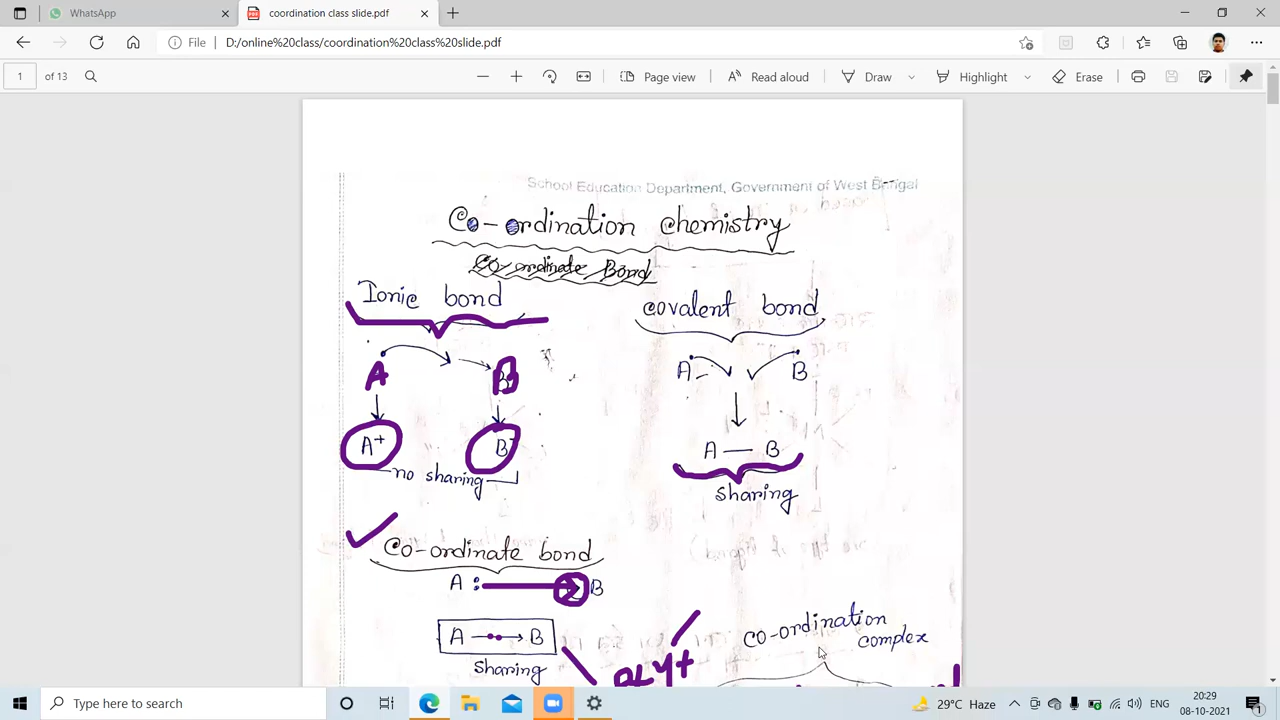 WhatsApp
coordination class slide.pdf
File
D:/online%20class/coordination%20class%20slide.pdf
1
of 13
Page view
Read aloud
Draw
Highlight
Erase
School Education Department, Government of West Bengal
Co-ordination chemistry
Co ordinate Bond
Ionic bond
covalent bond
A
B
A
B
A+
B-
no sharing
A — B
sharing
Co-ordinate bond
A : → B
A → B
sharing
co-ordination
complex
Type here to search
29°C Haze
ENG
20:29
08-10-2021
1